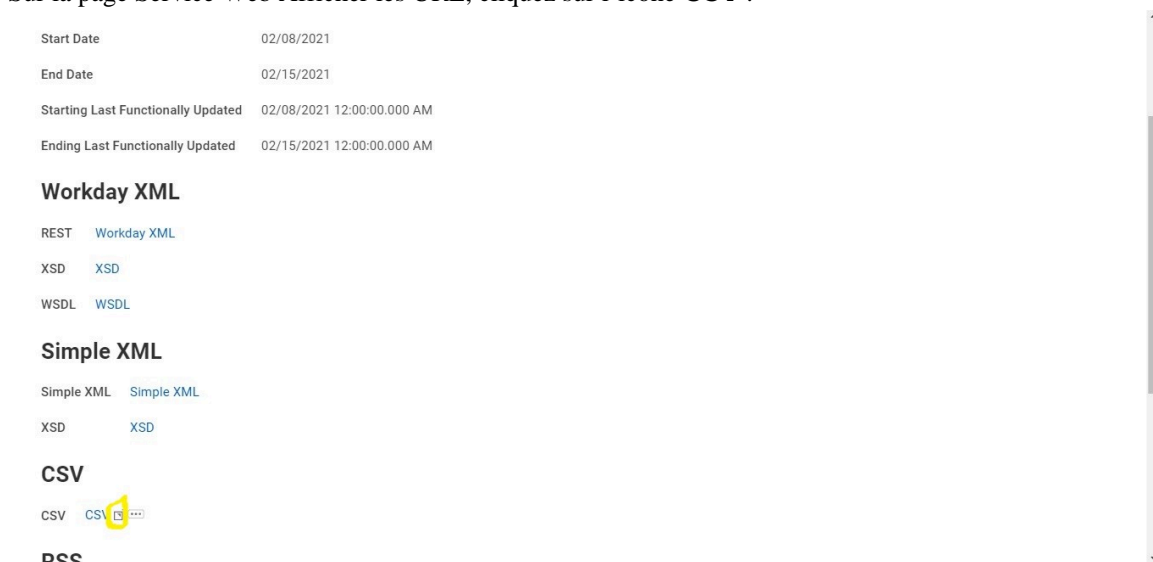 Start Date 02/08/2021
End Date 02/15/2021
Starting Last Functionally Updated 02/08/2021 12:00:00.000 AM
Ending Last Functionally Updated 02/15/2021 12:00:00.000 AM
Workday XML
REST Workday XML
XSD XSD
WSDL WSDL
Simple XML
Simple XML Simple XML
XSD XSD
CSV
CSV CSV